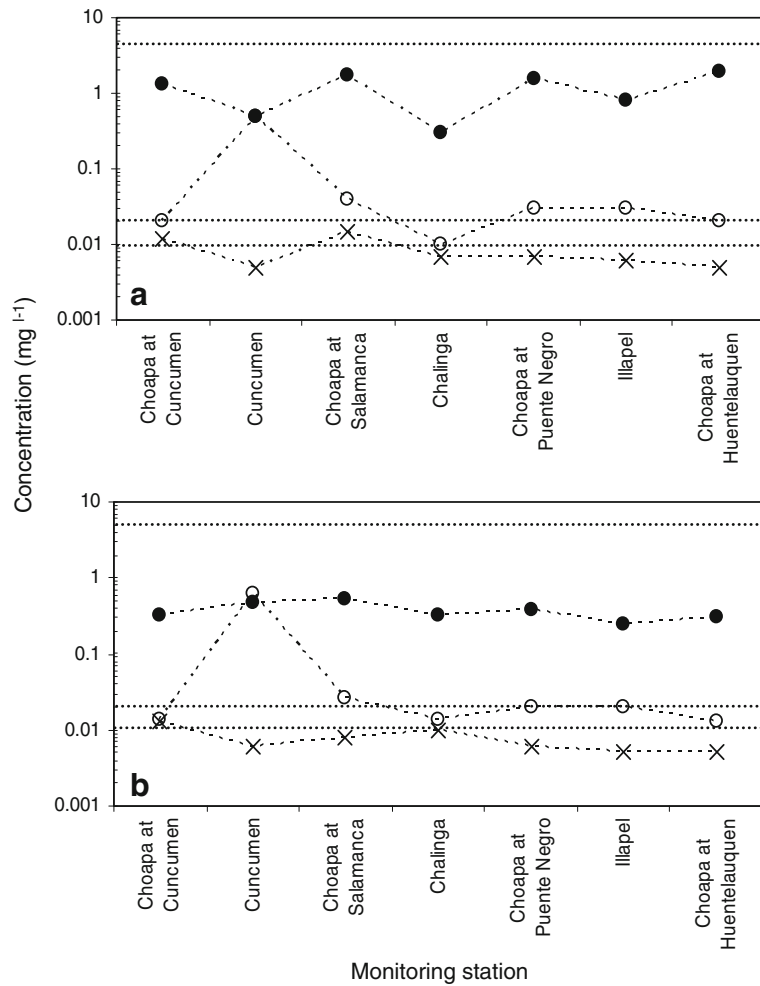 10
1
0.1
0.01
0.001
a
Choapa at
Cuncumen
Cuncumen
Choapa at
Salamanca
Chalinga
Choapa at
Puente Negro
Illapel
Choapa at
Huentelauquen
Concentration (mg l-1)
10
1
0.1
0.01
0.001
b
Choapa at
Cuncumen
Cuncumen
Choapa at
Salamanca
Chalinga
Choapa at
Puente Negro
Illapel
Choapa at
Huentelauquen
Monitoring station